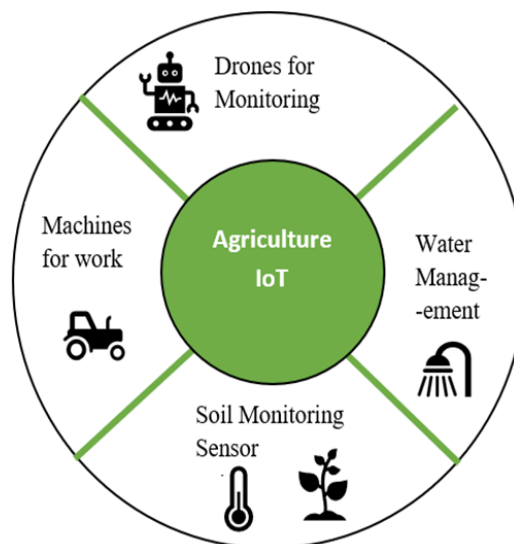 Drones for
Monitoring
Machines
for work
Agriculture
IoT
Water
Manag-
-ement
Soil Monitoring
Sensor